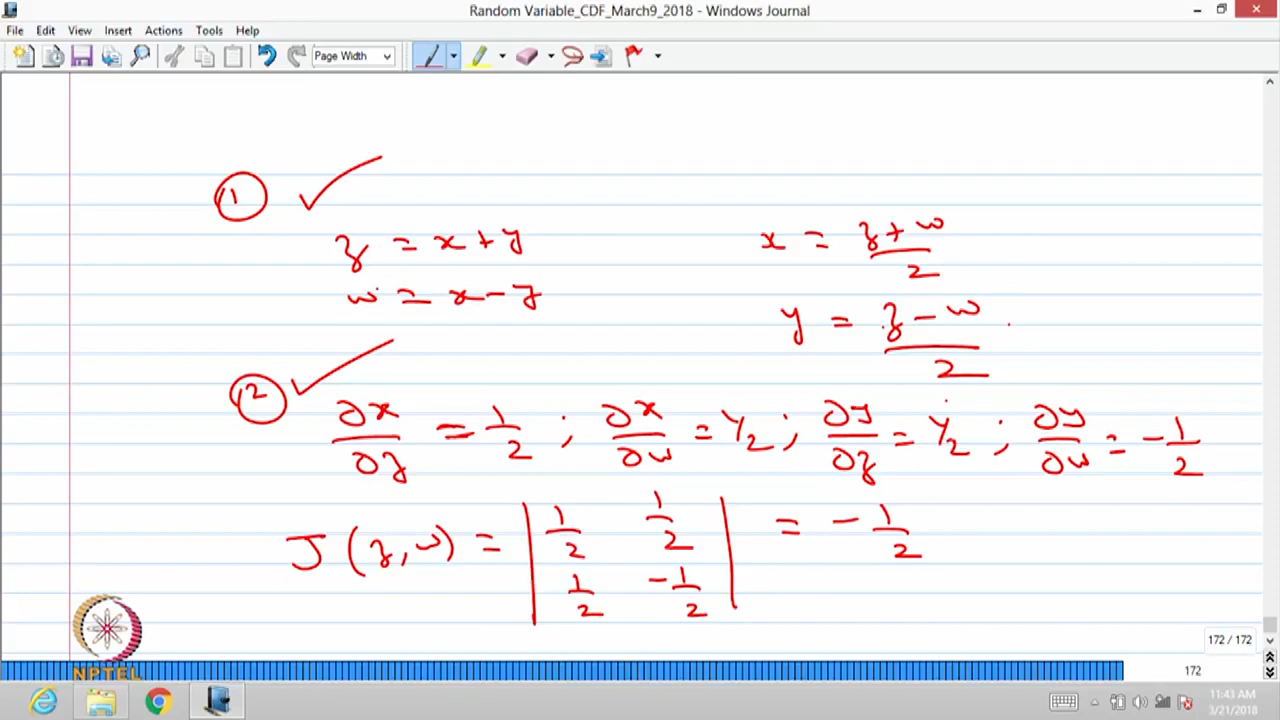 Random Variable_CDF_March9_2018 - Windows Journal
File Edit View Insert Actions Tools Help
Page Width
① ✓
z = x + y    x = (z + w)/2
w = x - y    y = (z - w)/2
② ✓
∂x/∂z = 1/2 ; ∂x/∂w = 1/2 ; ∂y/∂z = 1/2 ; ∂y/∂w = -1/2
J (z, w) = | 1/2 1/2 | = - 1/2
| 1/2 -1/2 |
172 / 172
NPTEL
172
11:43 AM
3/21/2018